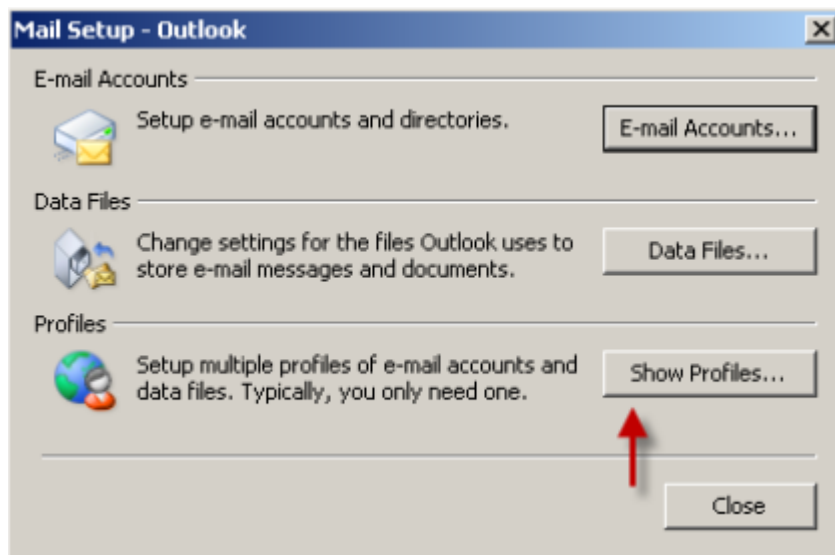 Mail Setup - Outlook
E-mail Accounts
Setup e-mail accounts and directories.
E-mail Accounts...
Data Files
Change settings for the files Outlook uses to
store e-mail messages and documents.
Data Files...
Profiles
Setup multiple profiles of e-mail accounts and
data files. Typically, you only need one.
Show Profiles...
Close